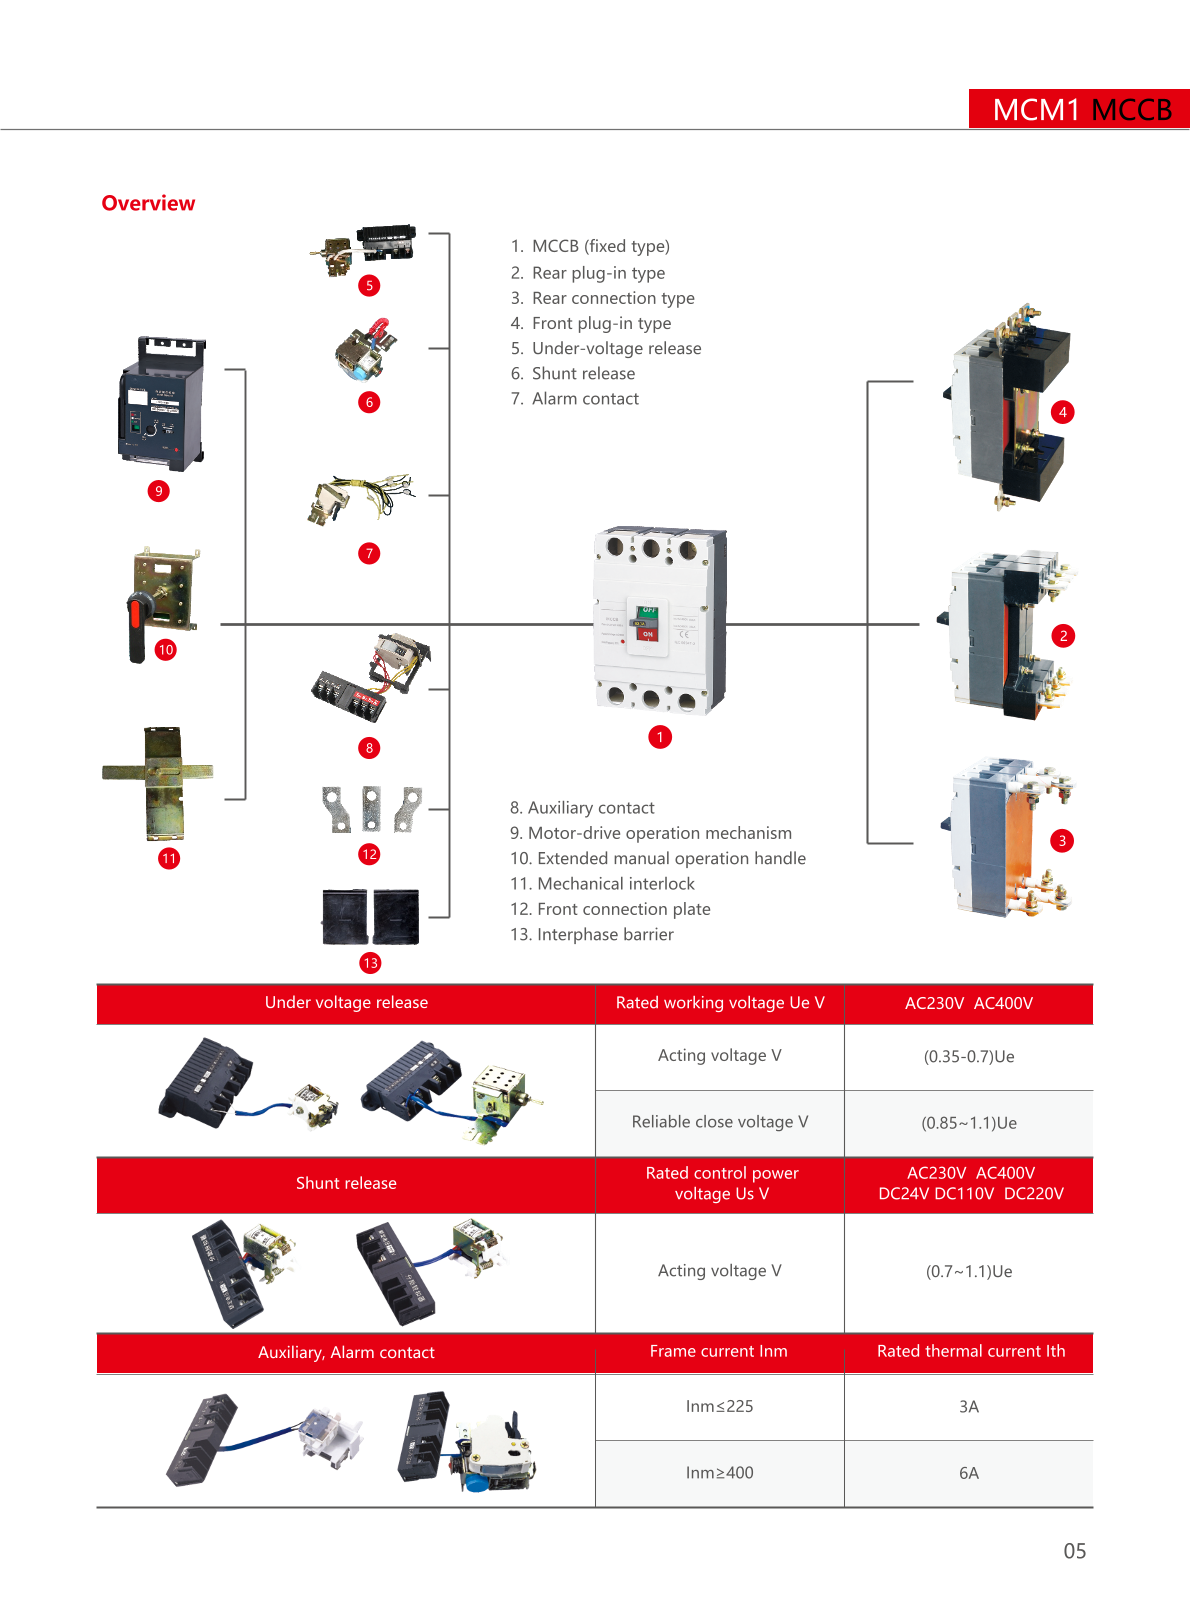 MCM1 MCCB
Overview
1. MCCB (fixed type)
2. Rear plug-in type
3. Rear connection type
4. Front plug-in type
5. Under-voltage release
6. Shunt release
7. Alarm contact
5
6
9
4
7
10
2
OFF
ON
8
1
11
12
3
13
8. Auxiliary contact
9. Motor-drive operation mechanism
10. Extended manual operation handle
11. Mechanical interlock
12. Front connection plate
13. Interphase barrier
Under voltage release
Rated working voltage Ue V
AC230V AC400V
Acting voltage V
(0.35-0.7)Ue
Reliable close voltage V
(0.85~1.1)Ue
Shunt release
Rated control power
voltage Us V
AC230V AC400V
DC24V DC110V DC220V
Acting voltage V
(0.7~1.1)Ue
Auxiliary, Alarm contact
Frame current Inm
Rated thermal current Ith
Inm≤225
3A
Inm≥400
6A
05